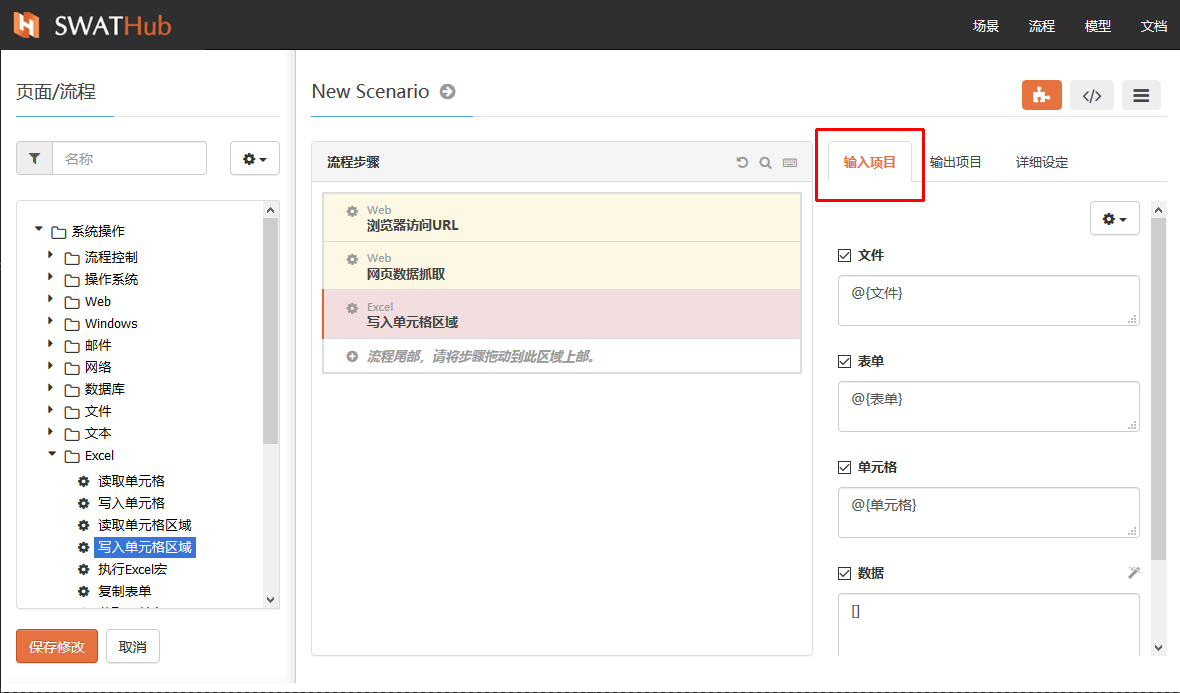 SWATHub
场景
流程
模型
文档
页面/流程
名称
系统操作
流程控制
操作系统
Web
Windows
邮件
网络
数据库
文件
文本
Excel
读取单元格
写入单元格
读取单元格区域
写入单元格区域
执行Excel宏
复制表单
保存修改
取消
New Scenario
</>
流程步骤
Web
浏览器访问URL
Web
网页数据抓取
Excel
写入单元格区域
流程尾部，请将步骤拖动到此区域上部。
输入项目
输出项目
详细设定
文件
@{文件}
表单
@{表单}
单元格
@{单元格}
数据
[]